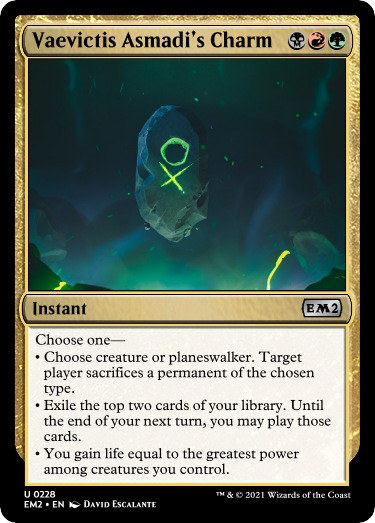 Vaevictis Asmadi's Charm
Instant
EM2
Choose one—
• Choose creature or planeswalker. Target
player sacrifices a permanent of the chosen
type.
• Exile the top two cards of your library. Until
the end of your next turn, you may play those
cards.
• You gain life equal to the greatest power
among creatures you control.
U 0228
EM2 • EN DAVID ESCALANTE
™ & © 2021 Wizards of the Coast